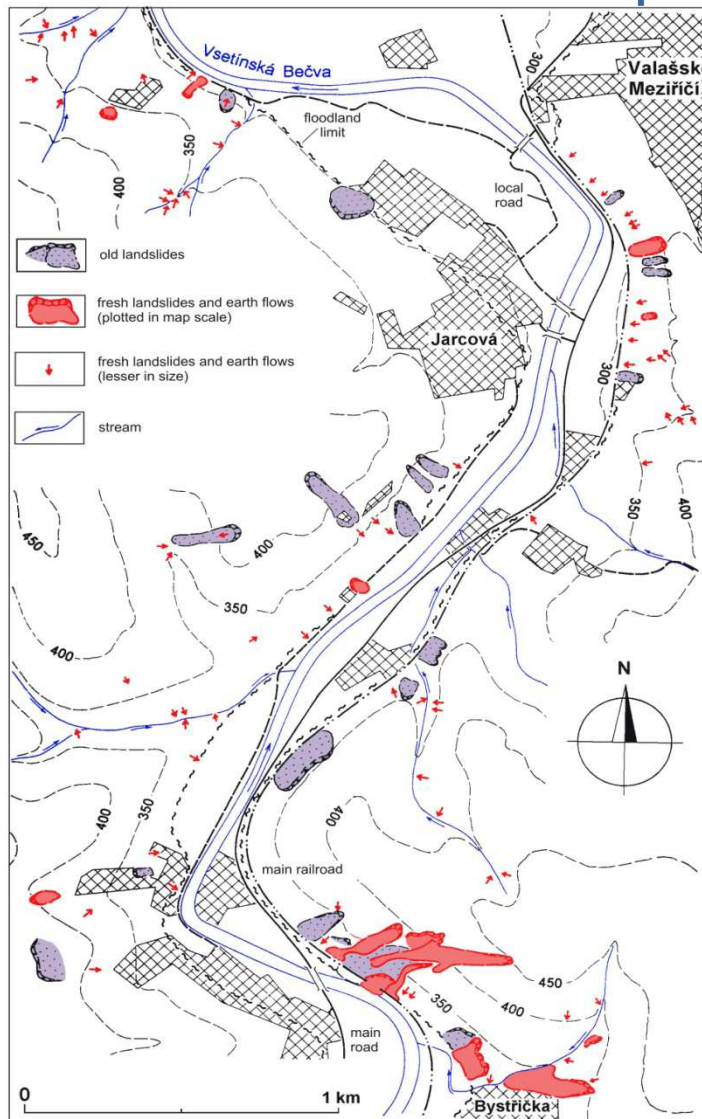 Vsetínská Bečva
300
Valašské
Meziříčí
floodland
limit
350
400
local
road
old landslides
fresh landslides and earth flows
(plotted in map scale)
Jarcová
300
300
fresh landslides and earth flows
(lesser in size)
stream
350
400
450
400
350
400
N
350
400
400
main railroad
450
400
350
main
road
0
1 km
Bystřička